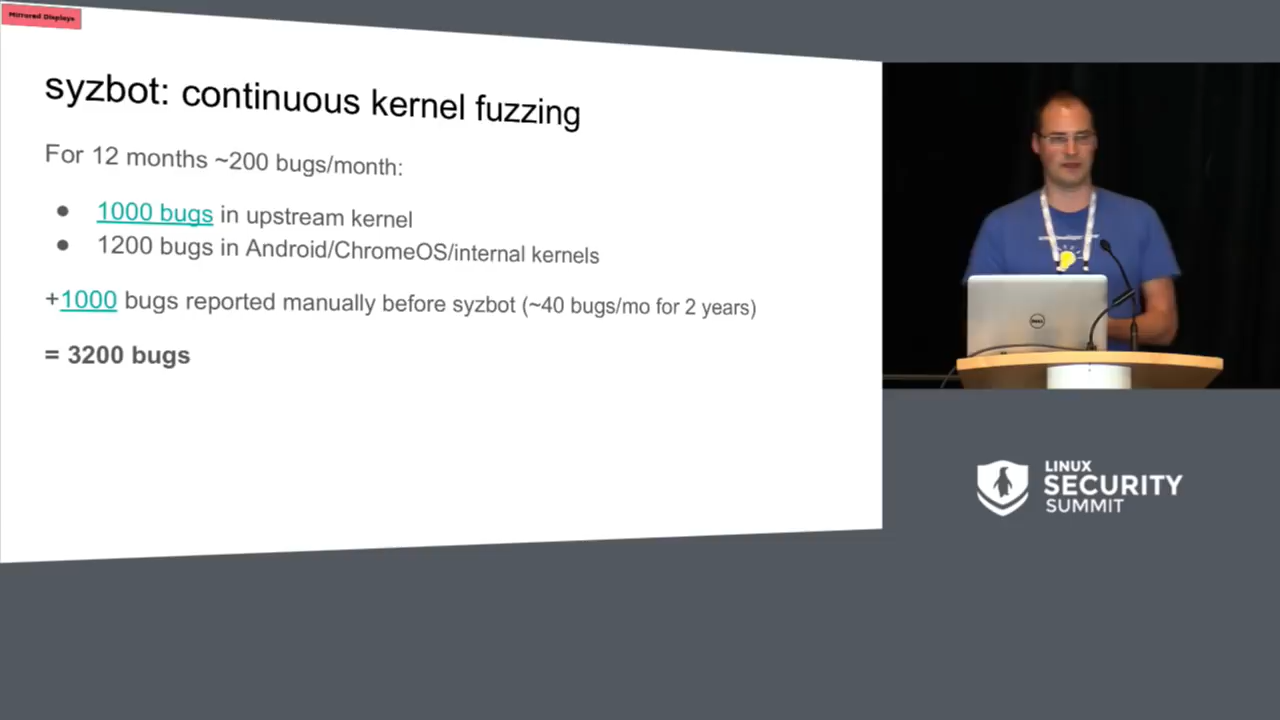 Mirrored Displays
syzbot: continuous kernel fuzzing
For 12 months ~200 bugs/month:
● 1000 bugs in upstream kernel
● 1200 bugs in Android/ChromeOS/internal kernels
+1000 bugs reported manually before syzbot (~40 bugs/mo for 2 years)
= 3200 bugs
DELL
LINUX
SECURITY
SUMMIT